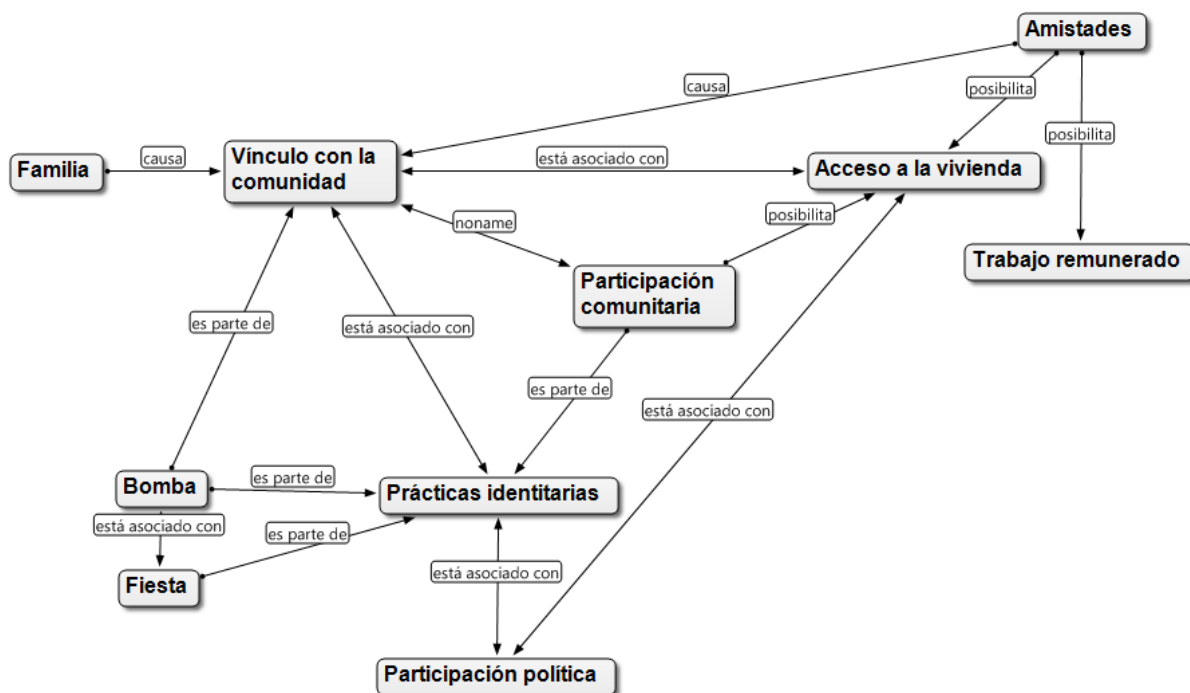 Amistades
causa
posibilita
posibilita
Familia
causa
Vínculo con la
comunidad
está asociado con
Acceso a la vivienda
noname
posibilita
Trabajo remunerado
Participación
comunitaria
es parte de
está asociado con
es parte de
está asociado con
Bomba
es parte de
Prácticas identitarias
está asociado con
es parte de
Fiesta
está asociado con
Participación política